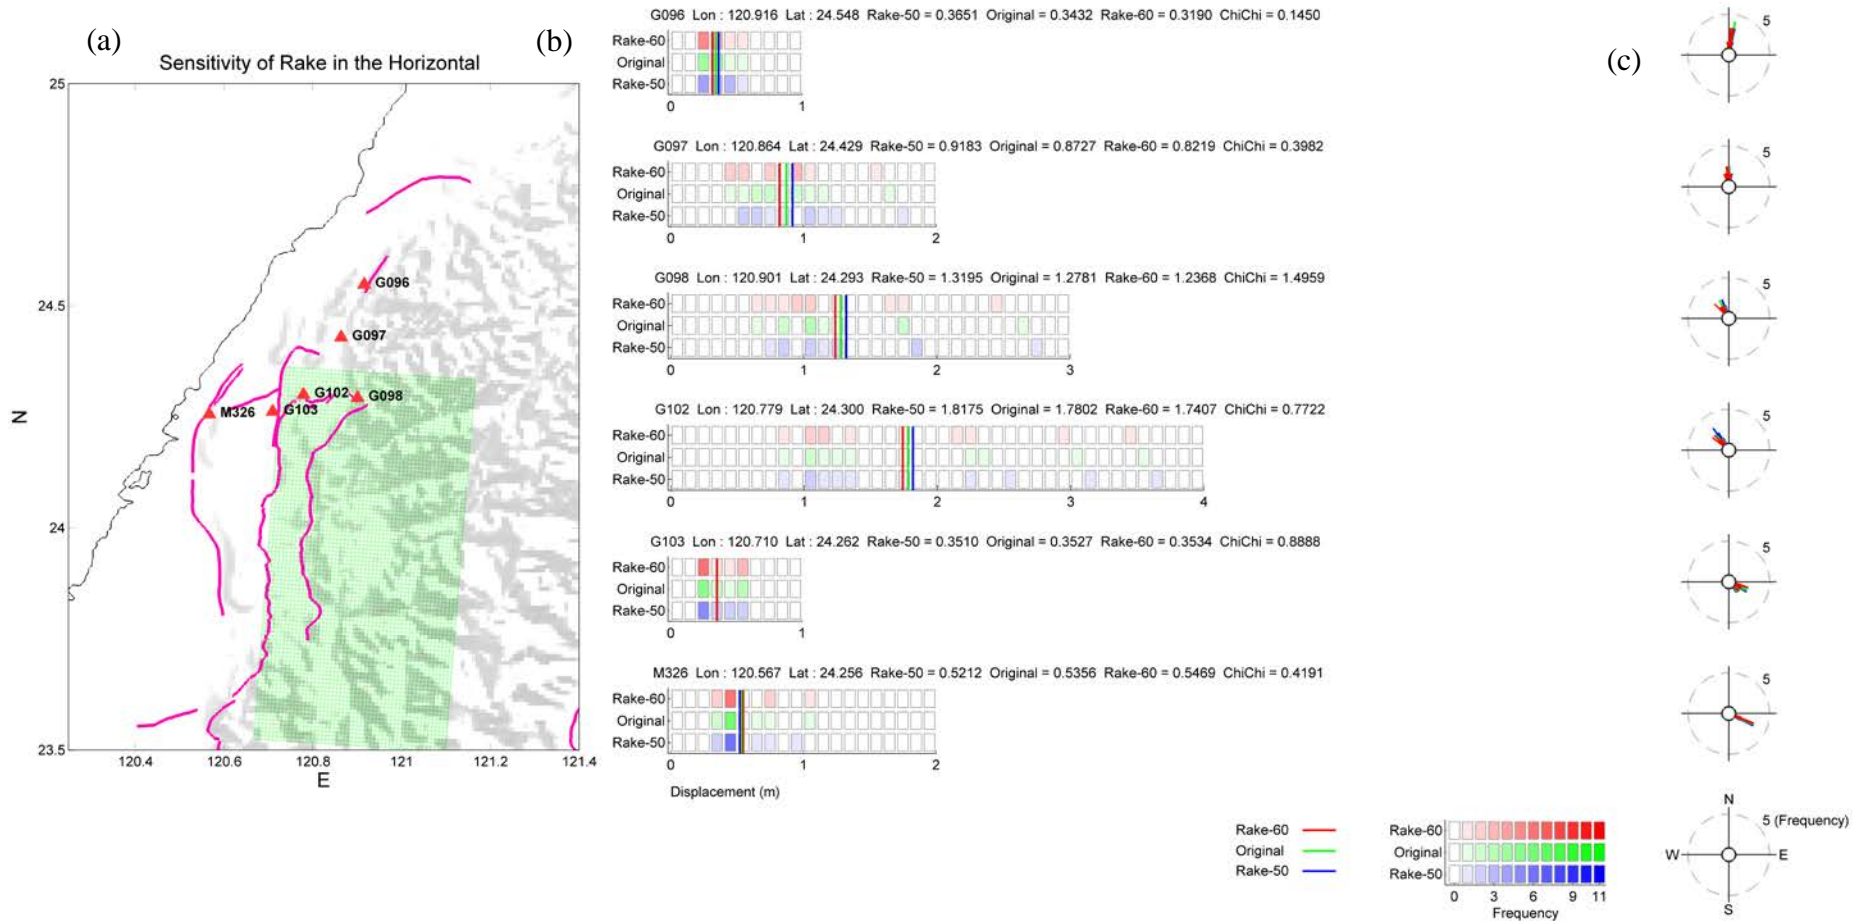 (a)
Sensitivity of Rake in the Horizontal
25
24.5
24
23.5
N
120.4 120.6 120.8 121 121.2 121.4
E
G096
G097
G102
G098
G103
M326
(b)
G096 Lon : 120.916 Lat : 24.548 Rake-50 = 0.3651 Original = 0.3432 Rake-60 = 0.3190 ChiChi = 0.1450
Rake-60
Original
Rake-50
0 1
G097 Lon : 120.864 Lat : 24.429 Rake-50 = 0.9183 Original = 0.8727 Rake-60 = 0.8219 ChiChi = 0.3982
Rake-60
Original
Rake-50
0 1 2
G098 Lon : 120.901 Lat : 24.293 Rake-50 = 1.3195 Original = 1.2781 Rake-60 = 1.2368 ChiChi = 1.4959
Rake-60
Original
Rake-50
0 1 2 3
G102 Lon : 120.779 Lat : 24.300 Rake-50 = 1.8175 Original = 1.7802 Rake-60 = 1.7407 ChiChi = 0.7722
Rake-60
Original
Rake-50
0 1 2 3 4
G103 Lon : 120.710 Lat : 24.262 Rake-50 = 0.3510 Original = 0.3527 Rake-60 = 0.3534 ChiChi = 0.8888
Rake-60
Original
Rake-50
0 1
M326 Lon : 120.567 Lat : 24.256 Rake-50 = 0.5212 Original = 0.5356 Rake-60 = 0.5469 ChiChi = 0.4191
Rake-60
Original
Rake-50
0 1 2
Displacement (m)
Rake-60
Original
Rake-50
Rake-60
Original
Rake-50
0 3 6 9 11
Frequency
(c)
5
5
5
5
5
5
N
5 (Frequency)
W E
S